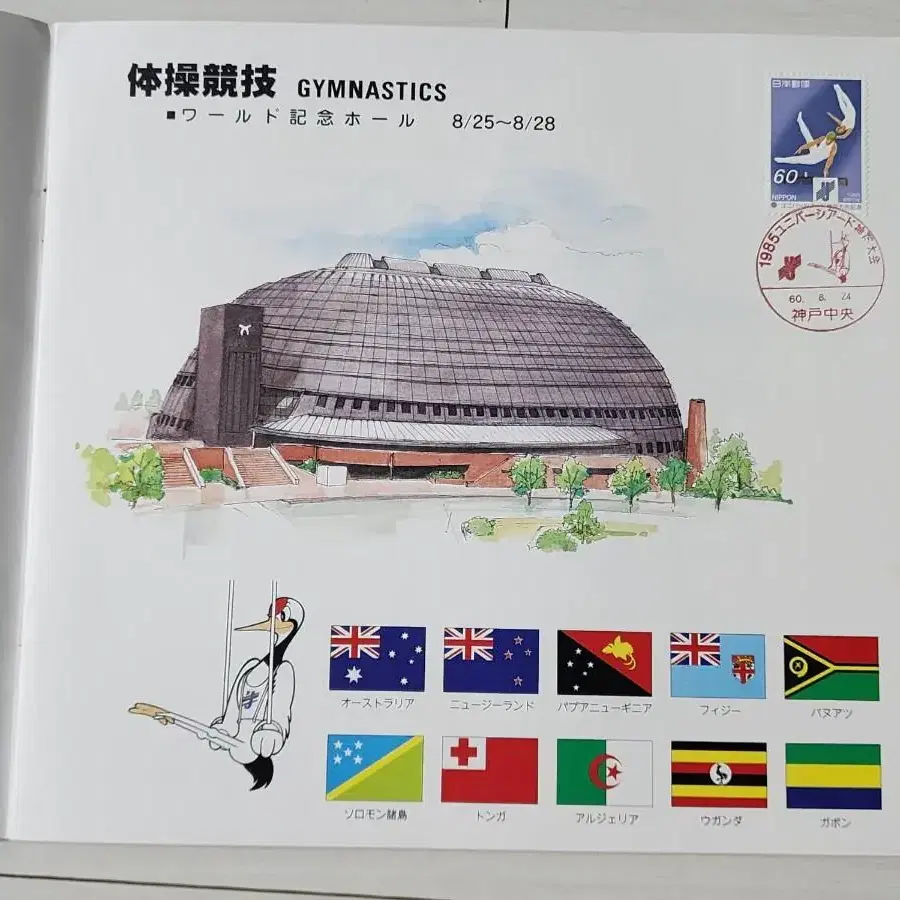 体操競技 GYMNASTICS
■ワールド記念ホール 8/25～8/28
日本郵便
60
NIPPON
1985ユニバーシアード神戸大会
60. 8. 24
神戸中央
オーストラリア
ニュージーランド
パプアニューギニア
フィジー
バヌアツ
ソロモン諸島
トンガ
アルジェリア
ウガンダ
ガボン